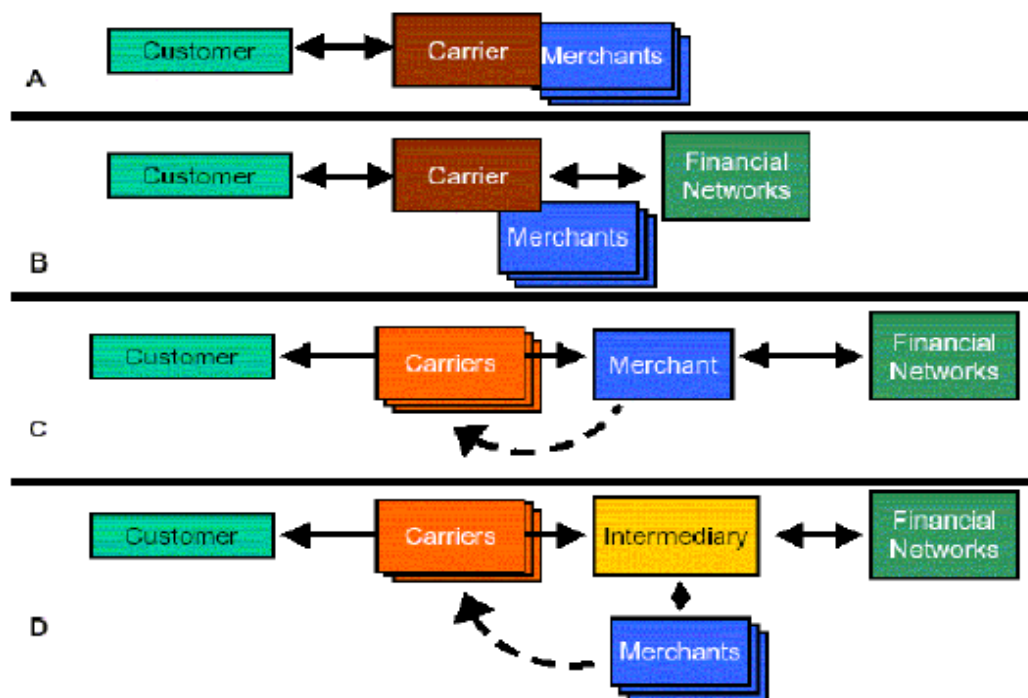 Customer
Carrier
Merchants
A
Customer
Carrier
Financial
Networks
Merchants
B
Customer
Carriers
Merchant
Financial
Networks
C
Customer
Carriers
Intermediary
Financial
Networks
D
Merchants